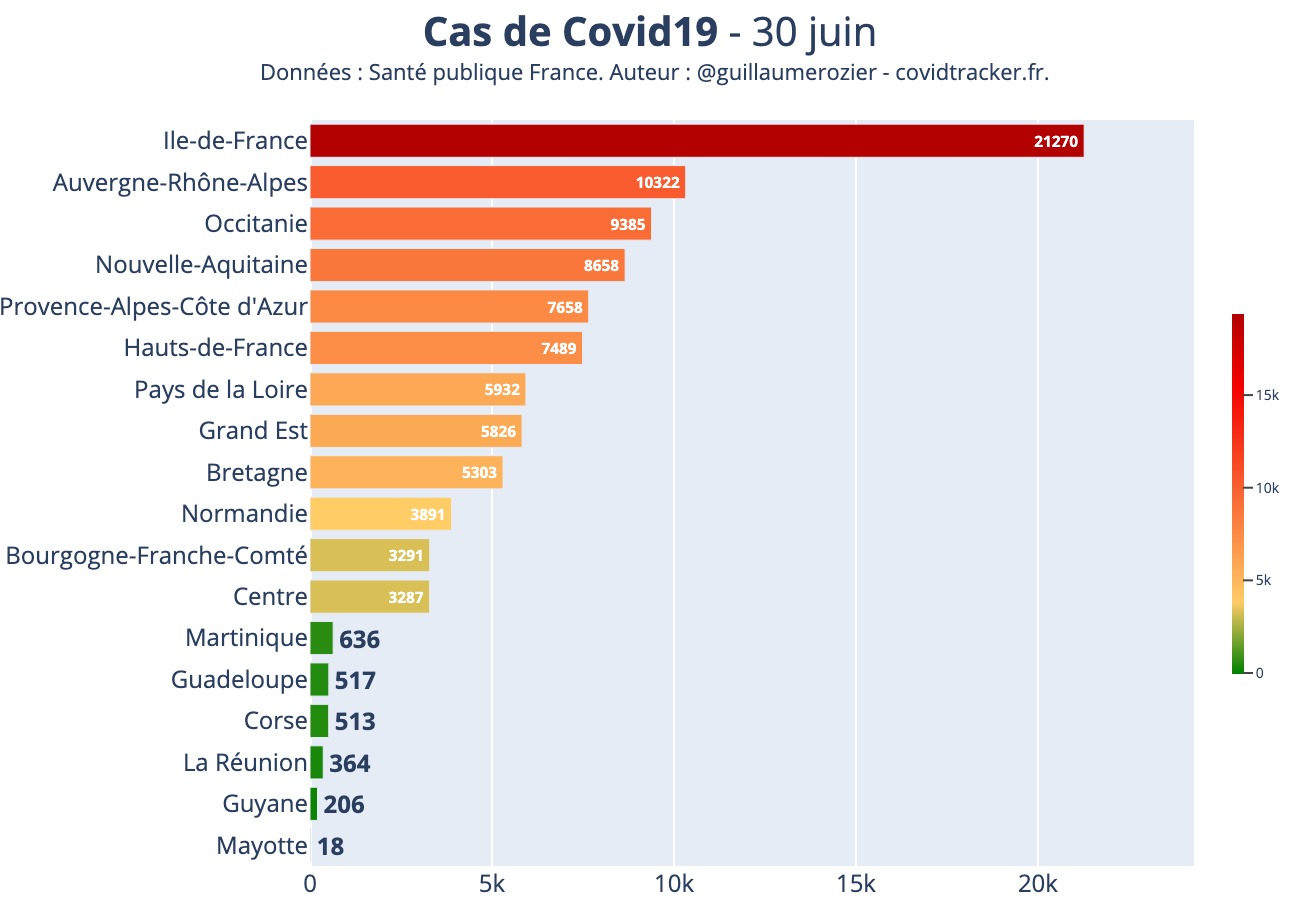 Cas de Covid19 - 30 juin
Données : Santé publique France. Auteur : @guillaumerozier - covidtracker.fr.
Ile-de-France 21270
Auvergne-Rhône-Alpes 10322
Occitanie 9385
Nouvelle-Aquitaine 8658
Provence-Alpes-Côte d'Azur 7658
Hauts-de-France 7489
Pays de la Loire 5932
Grand Est 5826
Bretagne 5303
Normandie 3891
Bourgogne-Franche-Comté 3291
Centre 3287
Martinique 636
Guadeloupe 517
Corse 513
La Réunion 364
Guyane 206
Mayotte 18
0 5k 10k 15k 20k
15k
10k
5k
0